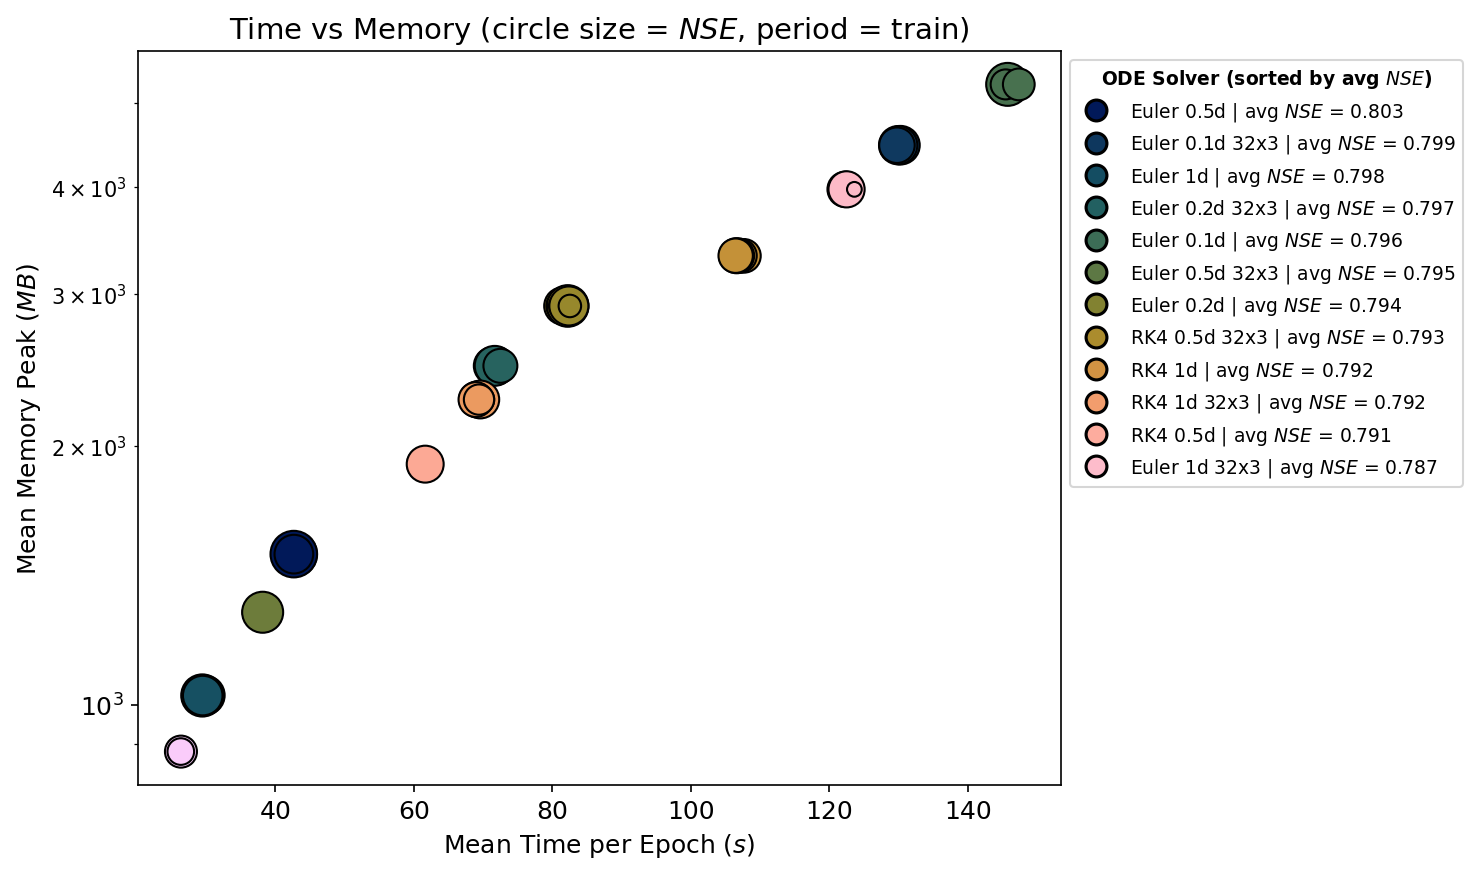 Time vs Memory (circle size = NSE, period = train)
Mean Memory Peak (MB)
4 × 10³
3 × 10³
2 × 10³
10³
40 60 80 100 120 140
Mean Time per Epoch (s)
ODE Solver (sorted by avg NSE)
Euler 0.5d | avg NSE = 0.803
Euler 0.1d 32x3 | avg NSE = 0.799
Euler 1d | avg NSE = 0.798
Euler 0.2d 32x3 | avg NSE = 0.797
Euler 0.1d | avg NSE = 0.796
Euler 0.5d 32x3 | avg NSE = 0.795
Euler 0.2d | avg NSE = 0.794
RK4 0.5d 32x3 | avg NSE = 0.793
RK4 1d | avg NSE = 0.792
RK4 1d 32x3 | avg NSE = 0.792
RK4 0.5d | avg NSE = 0.791
Euler 1d 32x3 | avg NSE = 0.787